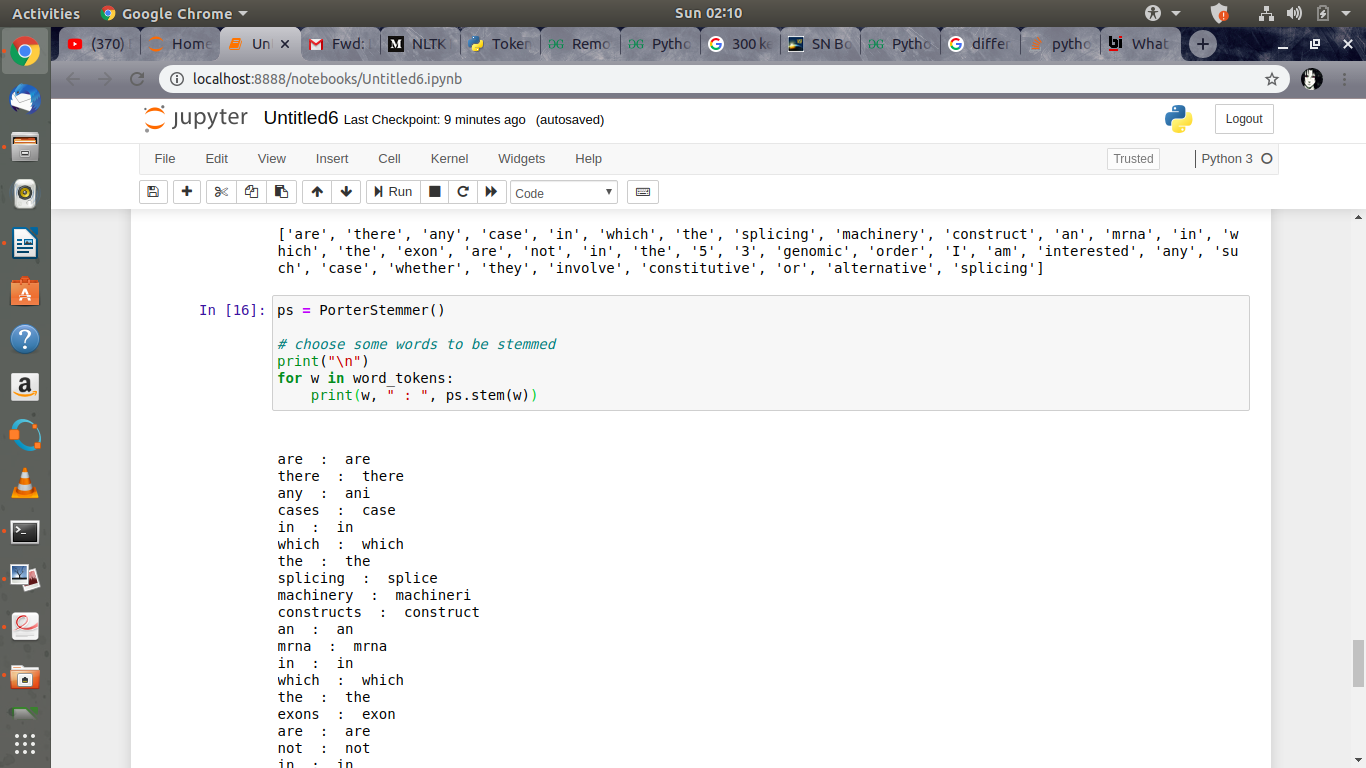 Activities Google Chrome Sun 02:10
(370) Home Unt Fwd: NLTK Token Remo Pytho 300 ke SN Bo Pytho differ pytho What
localhost:8888/notebooks/Untitled6.ipynb
jupyter Untitled6 Last Checkpoint: 9 minutes ago (autosaved) Logout
File Edit View Insert Cell Kernel Widgets Help Trusted Python 3
Run Code
['are', 'there', 'any', 'case', 'in', 'which', 'the', 'splicing', 'machinery', 'construct', 'an', 'mrna', 'in', 'w
hich', 'the', 'exon', 'are', 'not', 'in', 'the', '5', '3', 'genomic', 'order', 'I', 'am', 'interested', 'any', 'su
ch', 'case', 'whether', 'they', 'involve', 'constitutive', 'or', 'alternative', 'splicing']
In [16]: ps = PorterStemmer()
# choose some words to be stemmed
print("\n")
for w in word_tokens:
print(w, " : ", ps.stem(w))
are : are
there : there
any : ani
cases : case
in : in
which : which
the : the
splicing : splice
machinery : machineri
constructs : construct
an : an
mrna : mrna
in : in
which : which
the : the
exons : exon
are : are
not : not
in : in